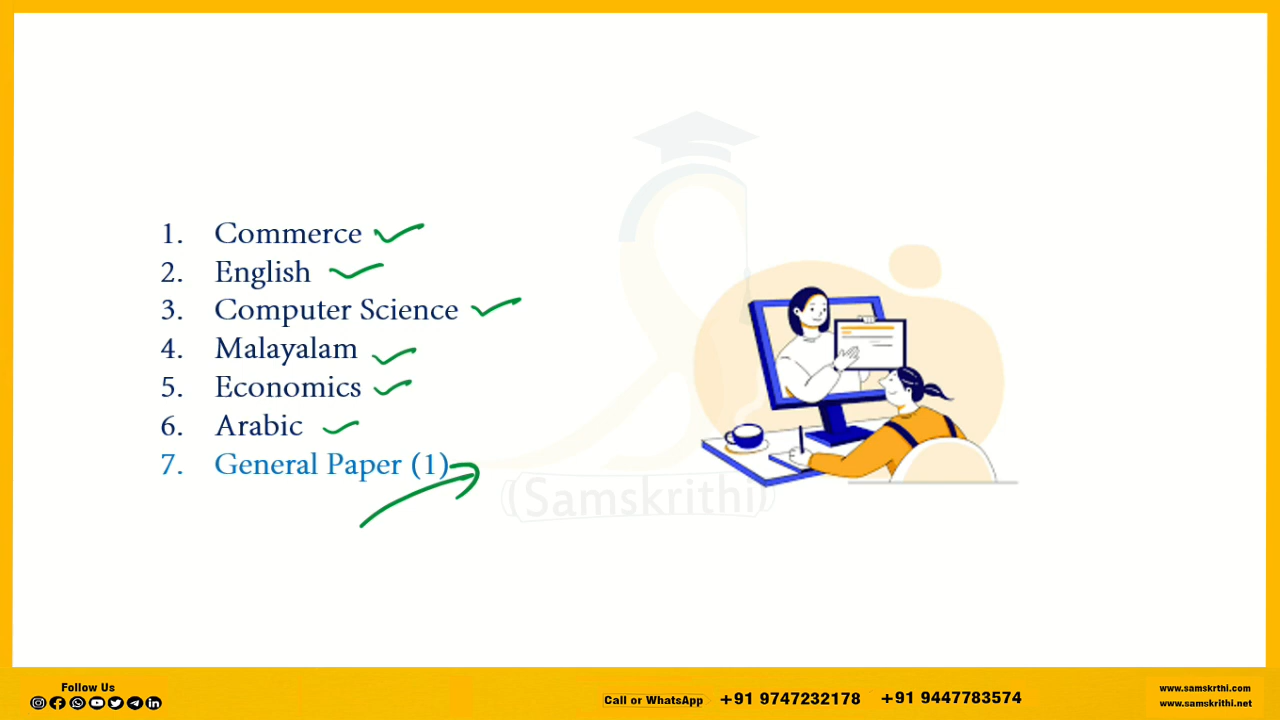 1. Commerce
2. English
3. Computer Science
4. Malayalam
5. Economics
6. Arabic
7. General Paper (1)
(Samskrithi)
Follow Us
Call or WhatsApp +91 9747232178 +91 9447783574
www.samskrthi.com
www.samskrithi.net